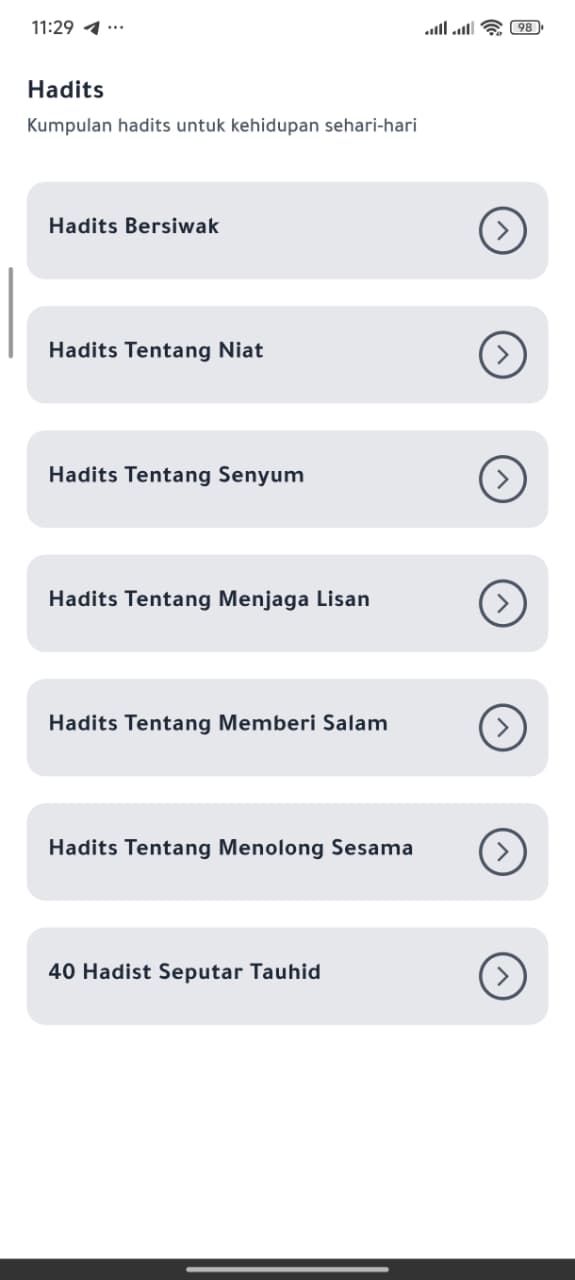 11:29 ...
98
Hadits
Kumpulan hadits untuk kehidupan sehari-hari
Hadits Bersiwak
Hadits Tentang Niat
Hadits Tentang Senyum
Hadits Tentang Menjaga Lisan
Hadits Tentang Memberi Salam
Hadits Tentang Menolong Sesama
40 Hadist Seputar Tauhid